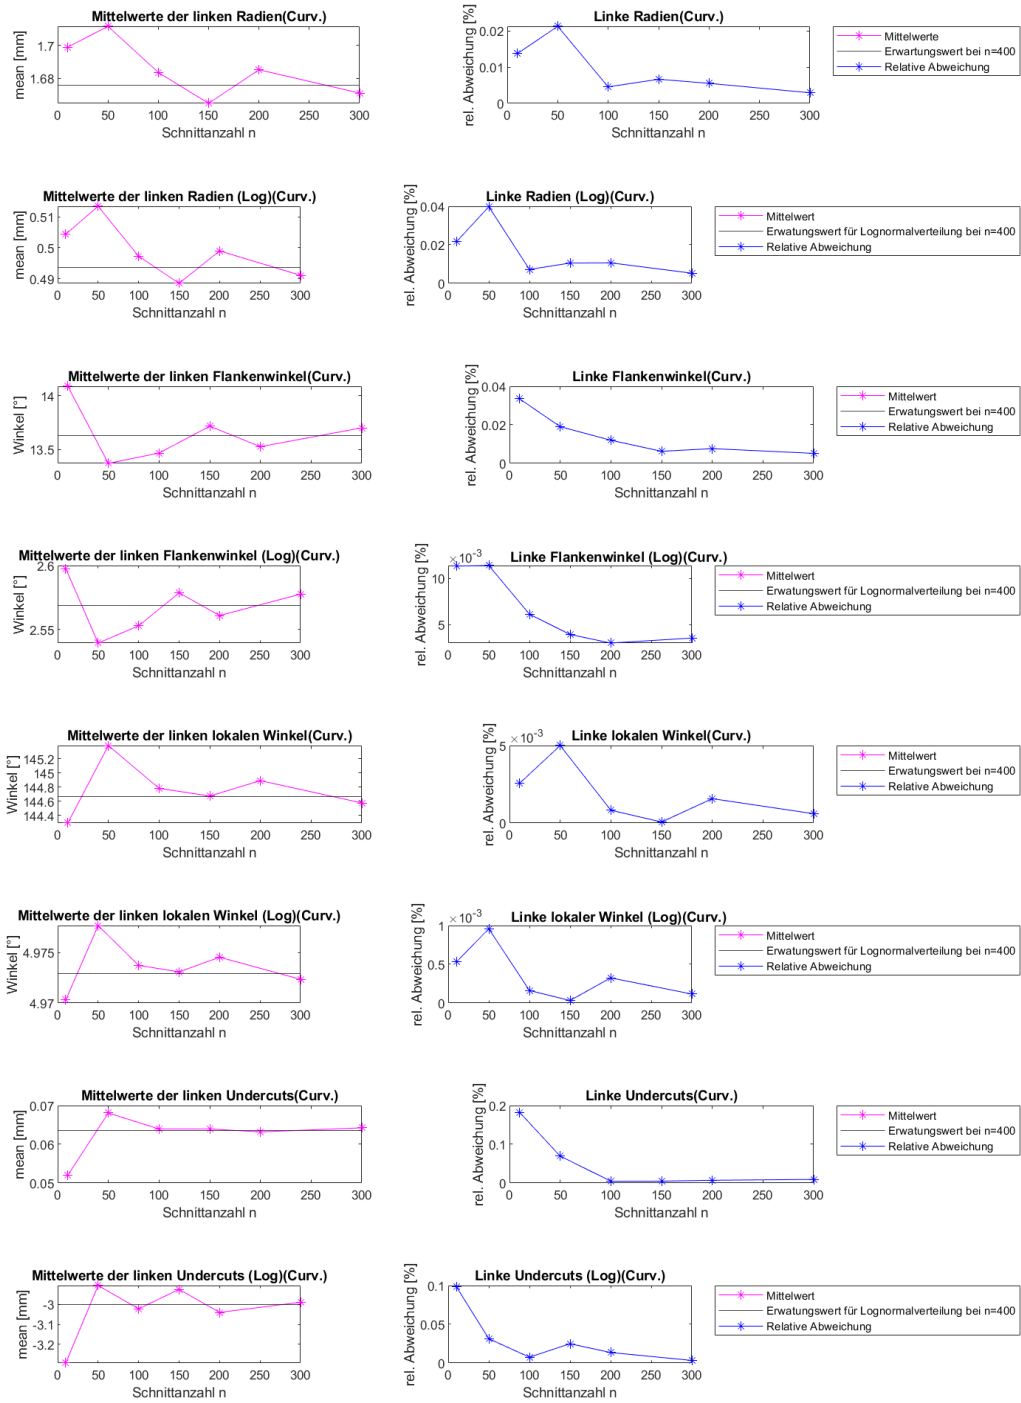 Mittelwerte der linken Radien(Curv.)
mean [mm]
1.7
1.68
0 50 100 150 200 250 300
Schnittanzahl n
Linke Radien(Curv.)
rel. Abweichung [%]
0.02
0.01
0
0 50 100 150 200 250 300
Schnittanzahl n
Mittelwerte
Erwartungswert bei n=400
Relative Abweichung
Mittelwerte der linken Radien (Log)(Curv.)
mean [mm]
0.51
0.5
0.49
0 50 100 150 200 250 300
Schnittanzahl n
Linke Radien (Log)(Curv.)
rel. Abweichung [%]
0.04
0.02
0
0 50 100 150 200 250 300
Schnittanzahl n
Mittelwert
Erwatungswert für Lognormalverteilung bei n=400
Relative Abweichung
Mittelwerte der linken Flankenwinkel(Curv.)
Winkel [°]
14
13.5
0 50 100 150 200 250 300
Schnittanzahl n
Linke Flankenwinkel(Curv.)
rel. Abweichung [%]
0.04
0.02
0
0 50 100 150 200 250 300
Schnittanzahl n
Mittelwert
Erwatungswert bei n=400
Relative Abweichung
Mittelwerte der linken Flankenwinkel (Log)(Curv.)
Winkel [°]
2.6
2.55
0 50 100 150 200 250 300
Schnittanzahl n
Linke Flankenwinkel (Log)(Curv.)
rel. Abweichung [%]
×10⁻³
10
5
0 50 100 150 200 250 300
Schnittanzahl n
Mittelwert
Erwatungswert für Lognormalverteilung bei n=400
Relative Abweichung
Mittelwerte der linken lokalen Winkel(Curv.)
Winkel [°]
145.2
145
144.8
144.6
144.4
0 50 100 150 200 250 300
Schnittanzahl n
Linke lokalen Winkel(Curv.)
rel. Abweichung [%]
×10⁻³
5
0
0 50 100 150 200 250 300
Schnittanzahl n
Mittelwert
Erwatungswert bei n=400
Relative Abweichung
Mittelwerte der linken lokalen Winkel (Log)(Curv.)
Winkel [°]
4.975
4.97
0 50 100 150 200 250 300
Schnittanzahl n
Linke lokaler Winkel (Log)(Curv.)
rel. Abweichung [%]
×10⁻³
1
0.5
0
0 50 100 150 200 250 300
Schnittanzahl n
Mittelwert
Erwatungswert für Lognormalverteilung bei n=400
Relative Abweichung
Mittelwerte der linken Undercuts(Curv.)
mean [mm]
0.07
0.06
0.05
0 50 100 150 200 250 300
Schnittanzahl n
Linke Undercuts(Curv.)
rel. Abweichung [%]
0.2
0.1
0
0 50 100 150 200 250 300
Schnittanzahl n
Mittelwert
Erwatungswert bei n=400
Relative Abweichung
Mittelwerte der linken Undercuts (Log)(Curv.)
mean [mm]
-3
-3.2
0 50 100 150 200 250 300
Schnittanzahl n
Linke Undercuts (Log)(Curv.)
rel. Abweichung [%]
0.1
0.05
0
0 50 100 150 200 250 300
Schnittanzahl n
Mittelwert
Erwatungswert für Lognormalverteilung bei n=400
Relative Abweichung